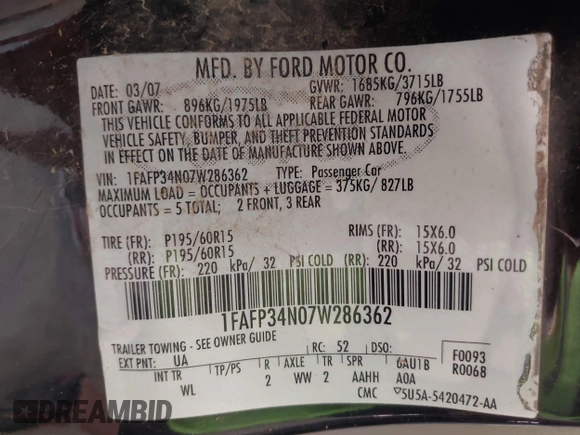 MFD. BY FORD MOTOR CO.
DATE: 03/07 GVWR: 1685KG/3715LB
FRONT GAWR: 896KG/1975LB REAR GAWR: 796KG/1755LB
THIS VEHICLE CONFORMS TO ALL APPLICABLE FEDERAL MOTOR
VEHICLE SAFETY, BUMPER, AND THEFT PREVENTION STANDARDS
IN EFFECT ON THE DATE OF MANUFACTURE SHOWN ABOVE.
VIN: 1FAFP34N07W286362 TYPE: Passenger Car
MAXIMUM LOAD = OCCUPANTS + LUGGAGE = 375KG/ 827LB
OCCUPANTS = 5 TOTAL; 2 FRONT, 3 REAR
TIRE (FR): P195/60R15 RIMS (FR): 15X6.0
(RR): P195/60R15 (RR): 15X6.0
PRESSURE (FR): 220 kPa/ 32 PSI COLD (RR): 220 kPa/ 32 PSI COLD
1FAFP34N07W286362
TRAILER TOWING - SEE OWNER GUIDE
EXT PNT: UA RC: 52 DSO: F0093
R0068
INT TR TP/PS R AXLE TR SPR 6AU1B
WL 2 WW 2 AAHH A0A
CMC ▽5U5A-5420472-AA
DREAMBID